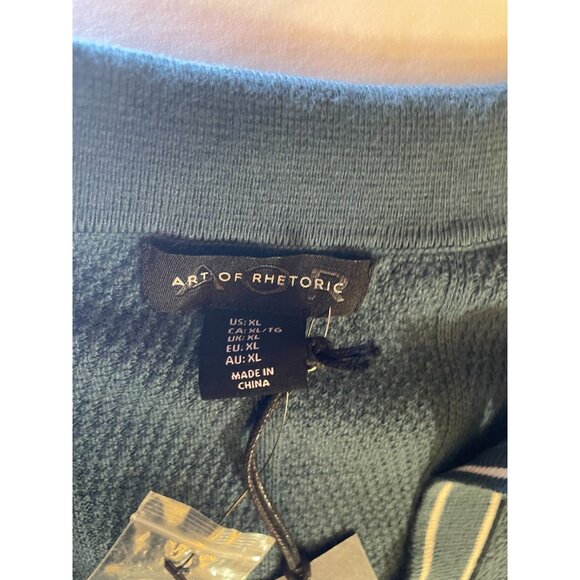 ART OF RHETORIC
US: XL
CA: XL/TG
UK: XL
EU: XL
AU: XL
MADE IN
CHINA